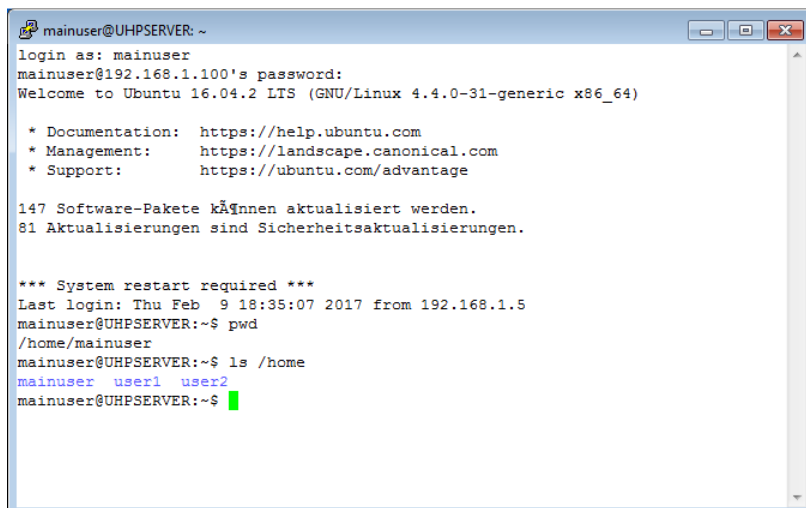 mainuser@UHPSERVER: ~
login as: mainuser
mainuser@192.168.1.100's password:
Welcome to Ubuntu 16.04.2 LTS (GNU/Linux 4.4.0-31-generic x86_64)
* Documentation:  https://help.ubuntu.com
* Management:     https://landscape.canonical.com
* Support:        https://ubuntu.com/advantage
147 Software-Pakete kÃ¶nnen aktualisiert werden.
81 Aktualisierungen sind Sicherheitsaktualisierungen.
*** System restart required ***
Last login: Thu Feb  9 18:35:07 2017 from 192.168.1.5
mainuser@UHPSERVER:~$ pwd
/home/mainuser
mainuser@UHPSERVER:~$ ls /home
mainuser  user1  user2
mainuser@UHPSERVER:~$